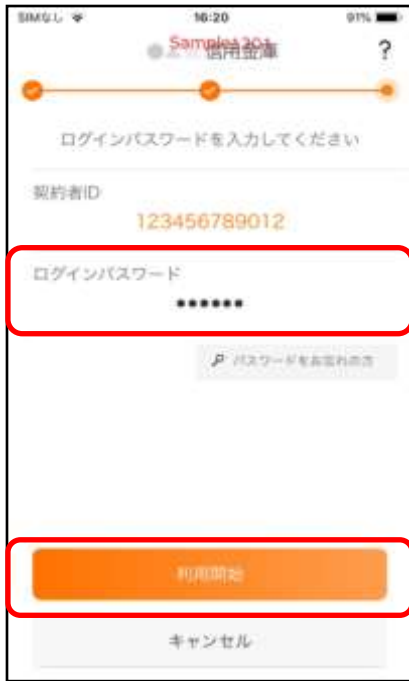 SIMなし 16:20 91%
Sample1201
信用金庫 ?
ログインパスワードを入力してください
契約者ID
123456789012
ログインパスワード
••••••
パスワードをお忘れの方
利用開始
キャンセル